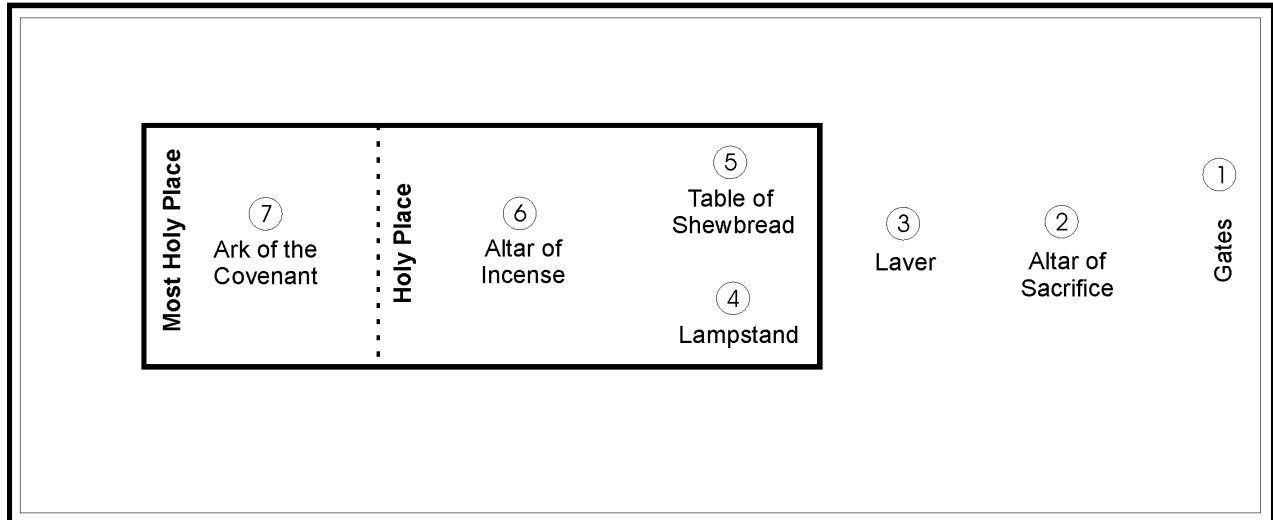 Most Holy Place
7
Ark of the
Covenant
Holy Place
6
Altar of
Incense
5
Table of
Shewbread
4
Lampstand
3
Laver
2
Altar of
Sacrifice
1
Gates